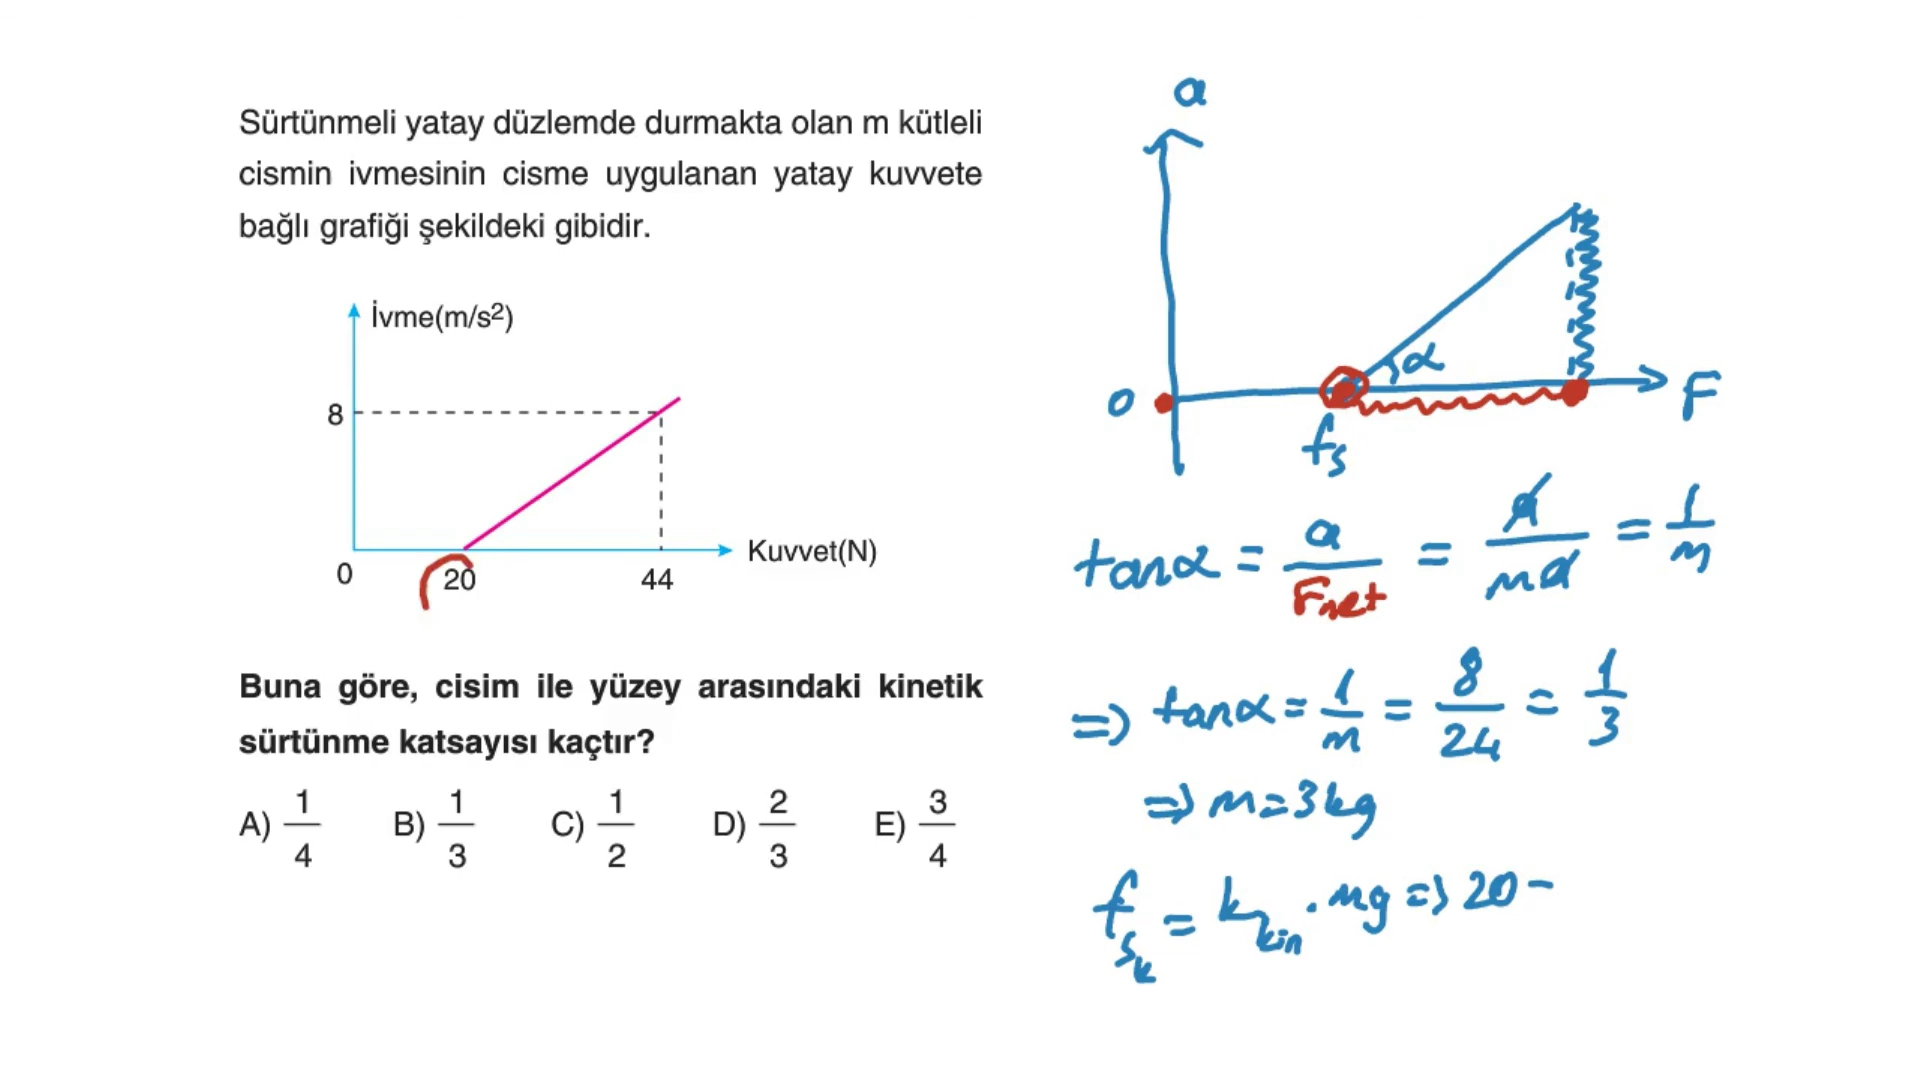 Sürtünmeli yatay düzlemde durmakta olan m kütleli
cismin ivmesinin cisme uygulanan yatay kuvvete
bağlı grafiği şekildeki gibidir.
İvme(m/s²)
8
0
20
44
Kuvvet(N)
Buna göre, cisim ile yüzey arasındaki kinetik
sürtünme katsayısı kaçtır?
A) 1/4 B) 1/3 C) 1/2 D) 2/3 E) 3/4
a
α
0
F
fs
tanα = a/Fnet = a/ma = 1/m
=> tanα = 1/m = 8/24 = 1/3
=> m=3kg
fsk = kkin . mg => 20 -